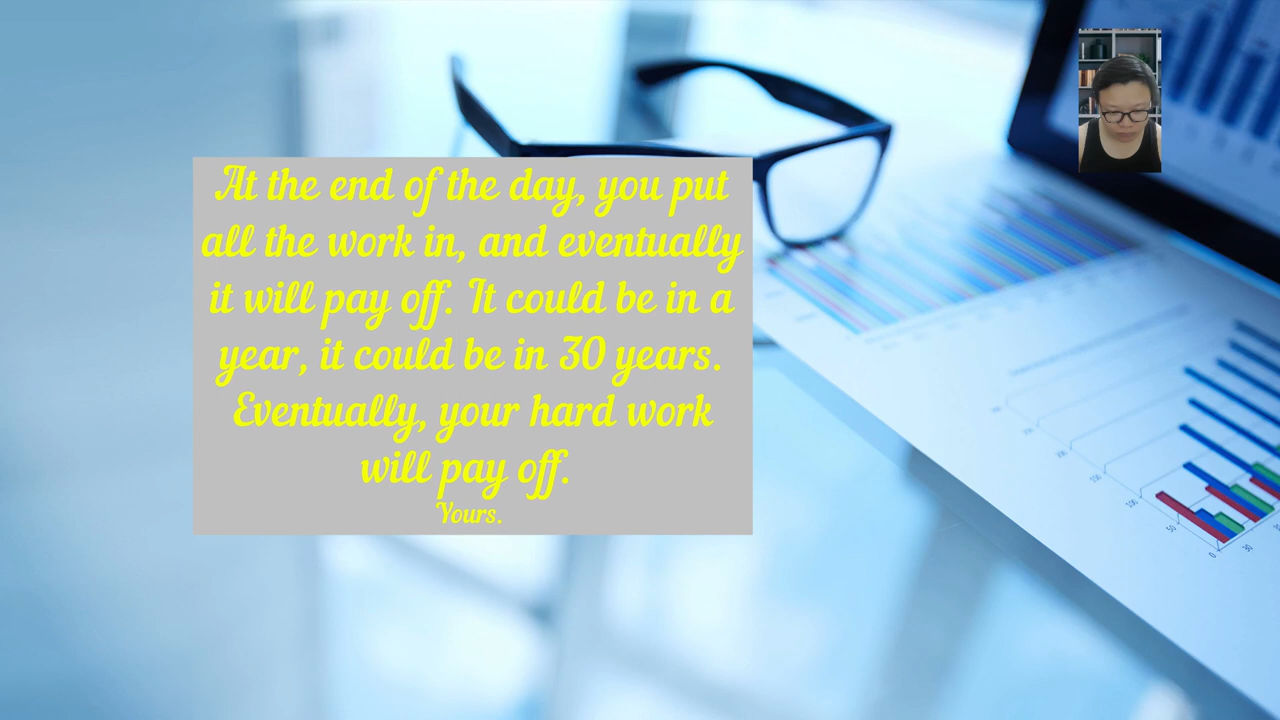 At the end of the day, you put
all the work in, and eventually
it will pay off. It could be in a
year, it could be in 30 years.
Eventually, your hard work
will pay off.
Yours.